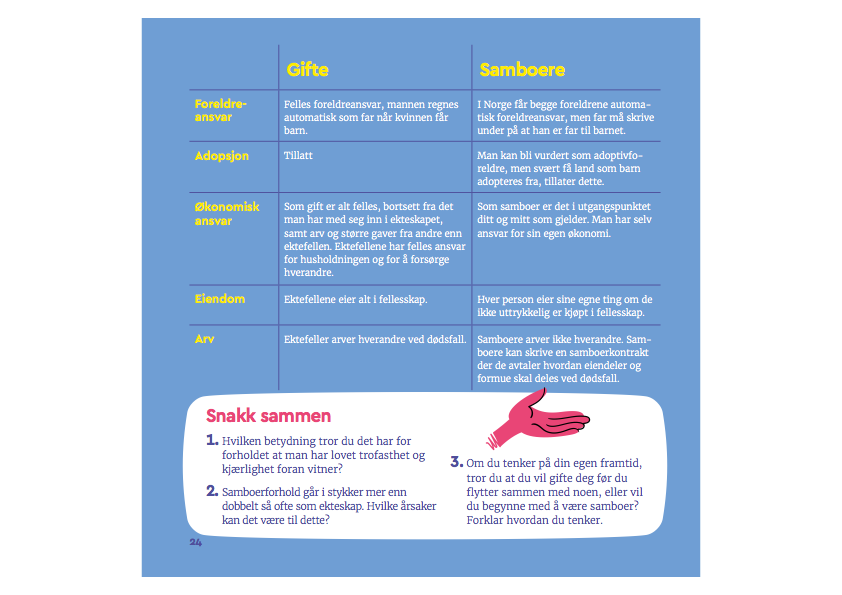 Gifte
Samboere
Foreldre-
ansvar
Felles foreldreansvar, mannen regnes
automatisk som far når kvinnen får
barn.
I Norge får begge foreldrene automa-
tisk foreldreansvar, men far må skrive
under på at han er far til barnet.
Adopsjon
Tillatt
Man kan bli vurdert som adoptivfo-
reldre, men svært få land som barn
adopteres fra, tillater dette.
Økonomisk
ansvar
Som gift er alt felles, bortsett fra det
man har med seg inn i ekteskapet,
samt arv og større gaver fra andre enn
ektefellen. Ektefellene har felles ansvar
for husholdningen og for å forsørge
hverandre.
Som samboer er det i utgangspunktet
ditt og mitt som gjelder. Man har selv
ansvar for sin egen økonomi.
Eiendom
Ektefellene eier alt i fellesskap.
Hver person eier sine egne ting om de
ikke uttrykkelig er kjøpt i fellesskap.
Arv
Ektefeller arver hverandre ved dødsfall.
Samboere arver ikke hverandre. Sam-
boere kan skrive en samboerkontrakt
der de avtaler hvordan eiendeler og
formue skal deles ved dødsfall.
Snakk sammen
1. Hvilken betydning tror du det har for
forholdet at man har lovet trofasthet og
kjærlighet foran vitner?
2. Samboerforhold går i stykker mer enn
dobbelt så ofte som ekteskap. Hvilke årsaker
kan det være til dette?
3. Om du tenker på din egen framtid,
tror du at du vil gifte deg før du
flytter sammen med noen, eller vil
du begynne med å være samboer?
Forklar hvordan du tenker.
24